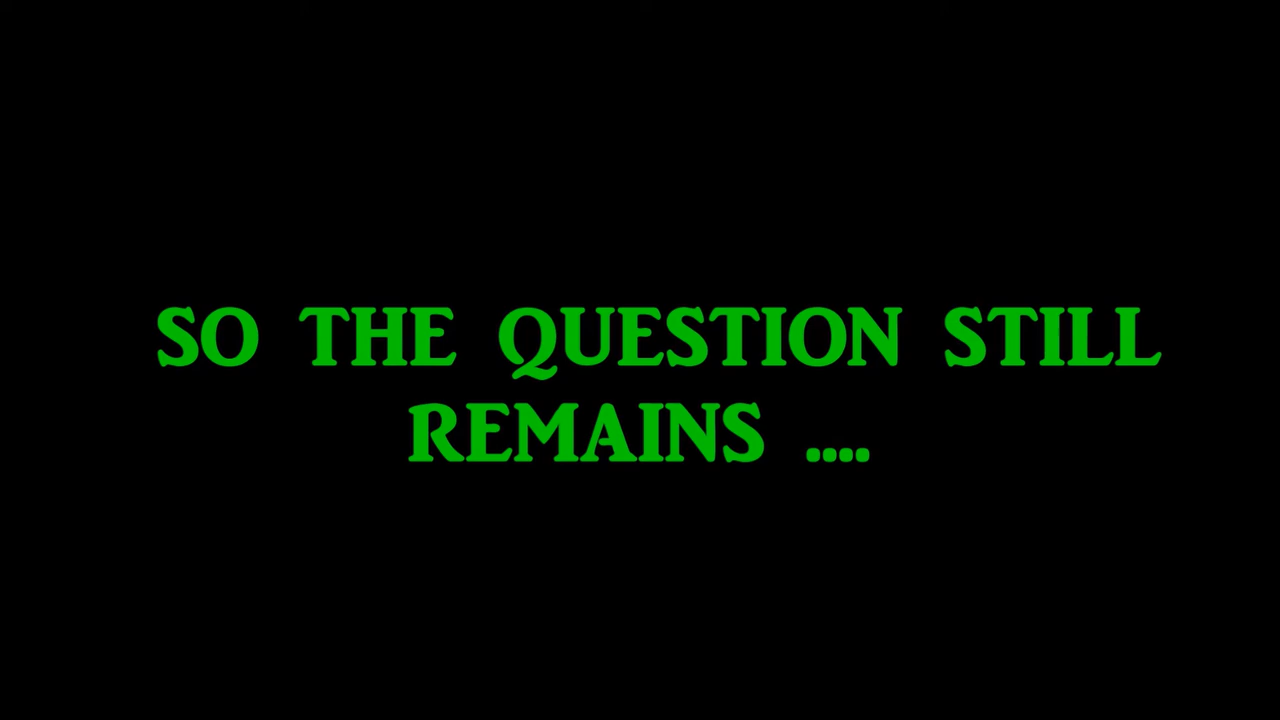 SO THE QUESTION STILL
REMAINS ....